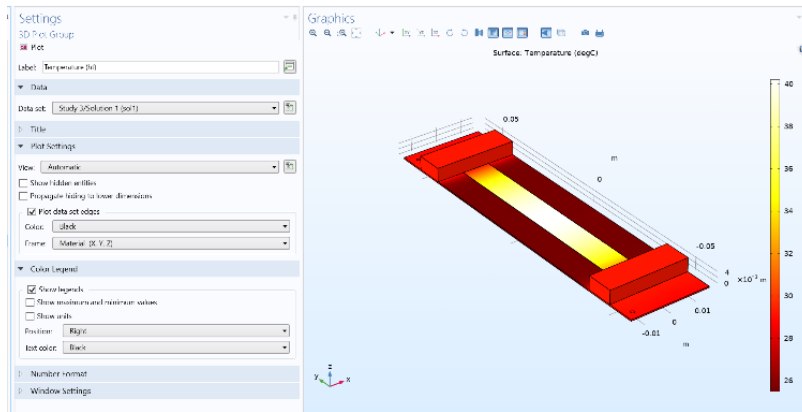 Settings
3D Plot Group
Plot
Label: Temperature (ht)
Data
Data set: Study 3/Solution 1 (sol1)
Title
Plot Settings
View: Automatic
Show hidden entities
Propagate hiding to lower dimensions
Plot data set edges
Color: Black
Frame: Material (X, Y, Z)
Color Legend
Show legends
Show maximum and minimum values
Show units
Position: Right
Text color: Black
Number Format
Window Settings
Graphics
Surface: Temperature (degC)
0.05
m
0
-0.05
4
0
×10⁻³ m
0.01
0
-0.01
m
z
y
x
40
38
36
34
32
30
28
26